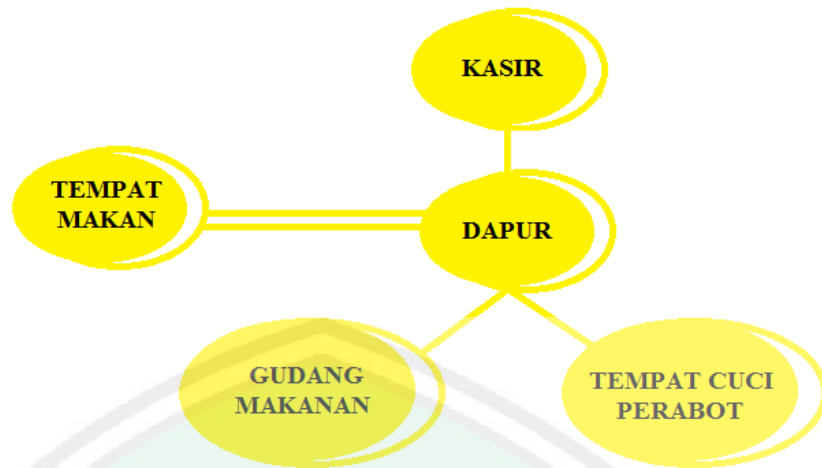 KASIR
TEMPAT
MAKAN
DAPUR
GUDANG
MAKANAN
TEMPAT CUCI
PERABOT